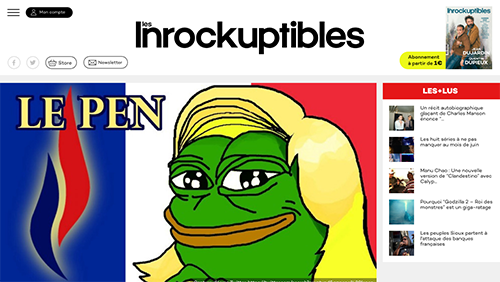 Mon compte
les
Inrockuptibles
Store
Newsletter
Abonnement
à partir de 1€
Inrockuptibles
JEAN
DUJARDIN
QUENTIN
DUPIEUX
LE PEN
LES+LUS
Un récit autobiographique
glaçant de Charles Manson
énonce "...
Les huit séries à ne pas
manquer au mois de juin
Manu Chao : Une nouvelle
version de "Clandestino" avec
Calyp...
Pourquoi "Godzilla 2 – Roi des
monstres" est un giga-ratage
Les peuples Sioux partent à
l'attaque des banques
françaises